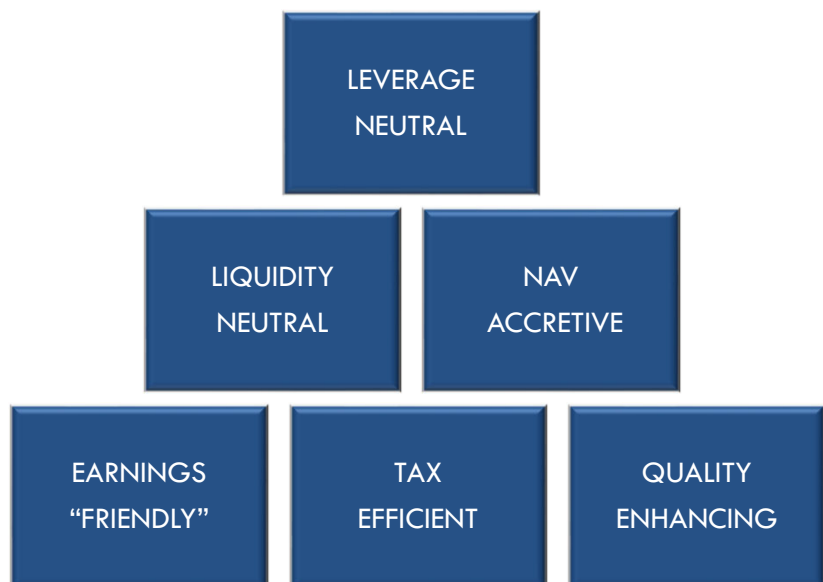 LEVERAGE
NEUTRAL
LIQUIDITY
NEUTRAL
NAV
ACCRETIVE
EARNINGS
“FRIENDLY”
TAX
EFFICIENT
QUALITY
ENHANCING